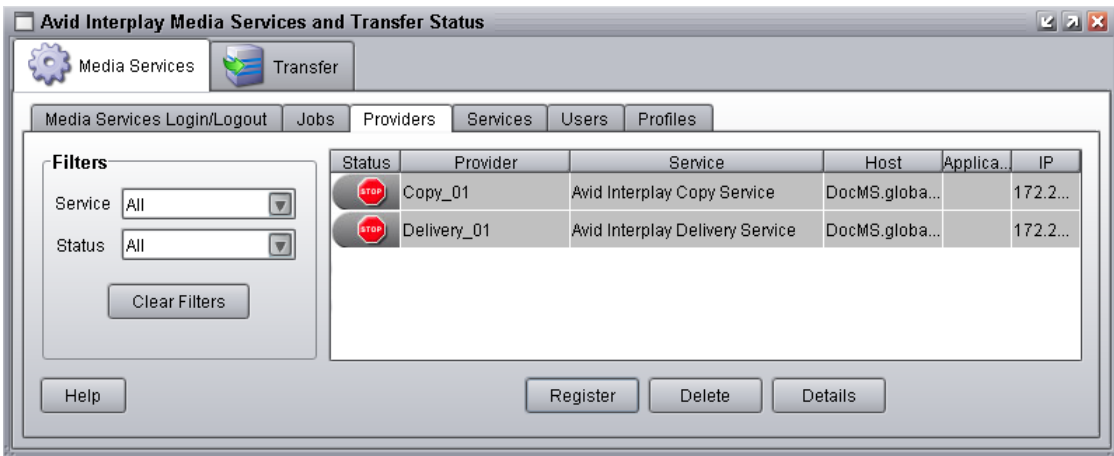 Avid Interplay Media Services and Transfer Status
Media Services Transfer
Media Services Login/Logout Jobs Providers Services Users Profiles
Filters
Service All
Status All
Clear Filters
Status Provider Service Host Applica... IP
STOP Copy_01 Avid Interplay Copy Service DocMS.globa... 172.2...
STOP Delivery_01 Avid Interplay Delivery Service DocMS.globa... 172.2...
Help Register Delete Details